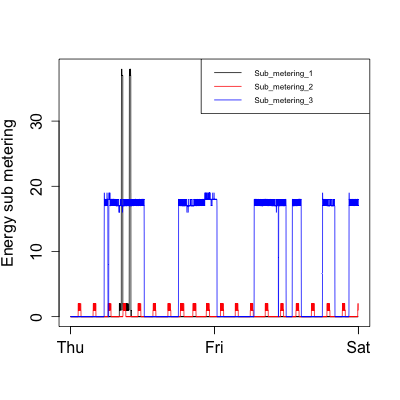 Sub_metering_1
Sub_metering_2
Sub_metering_3
Energy sub metering
30
20
10
0
Thu Fri Sat